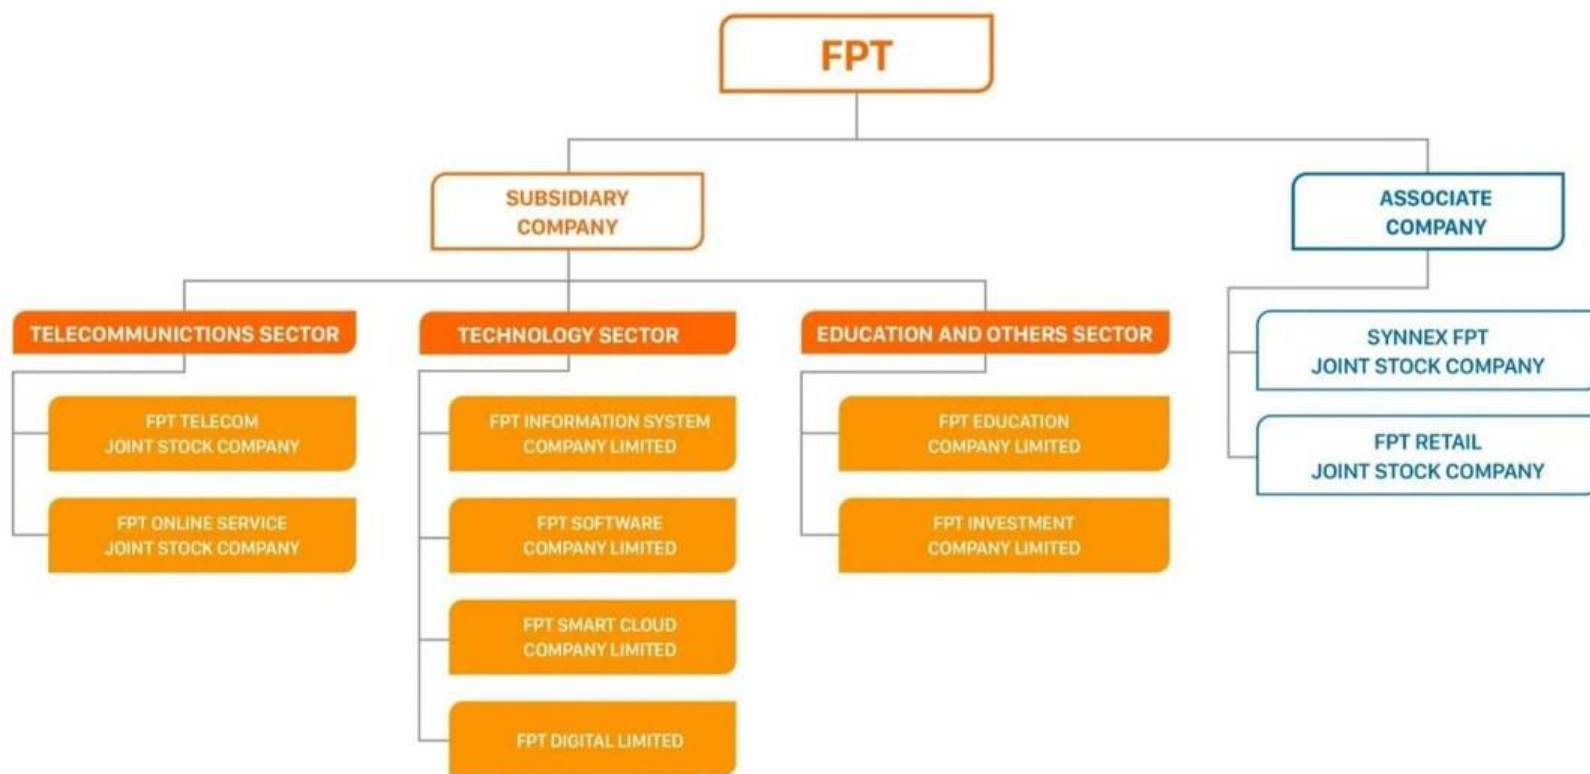 FPT
SUBSIDIARY
COMPANY
ASSOCIATE
COMPANY
TELECOMMUNICTIONS SECTOR
FPT TELECOM
JOINT STOCK COMPANY
FPT ONLINE SERVICE
JOINT STOCK COMPANY
TECHNOLOGY SECTOR
FPT INFORMATION SYSTEM
COMPANY LIMITED
FPT SOFTWARE
COMPANY LIMITED
FPT SMART CLOUD
COMPANY LIMITED
FPT DIGITAL LIMITED
EDUCATION AND OTHERS SECTOR
FPT EDUCATION
COMPANY LIMITED
FPT INVESTMENT
COMPANY LIMITED
SYNNEX FPT
JOINT STOCK COMPANY
FPT RETAIL
JOINT STOCK COMPANY